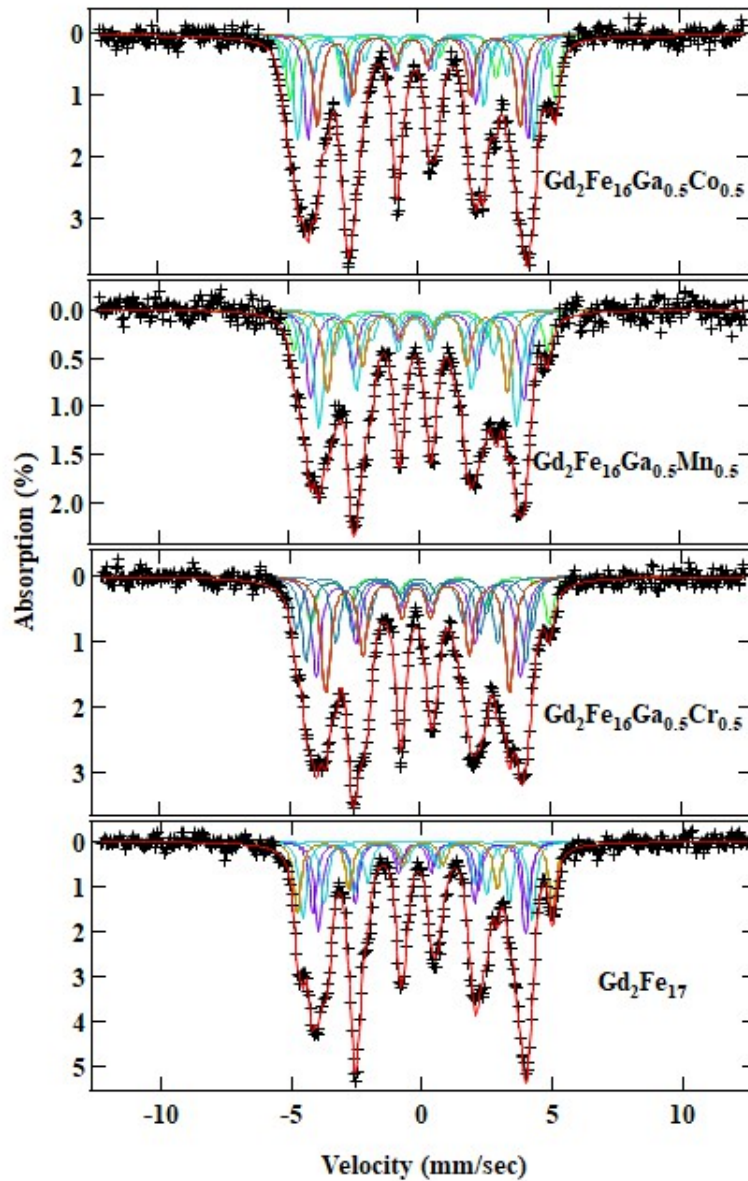 0
1
2
3
Gd₂Fe₁₆Ga₀.₅Co₀.₅
0.0
0.5
1.0
1.5
2.0
Gd₂Fe₁₆Ga₀.₅Mn₀.₅
Absorption (%)
0
1
2
3
Gd₂Fe₁₆Ga₀.₅Cr₀.₅
0
1
2
3
4
5
Gd₂Fe₁₇
-10 -5 0 5 10
Velocity (mm/sec)